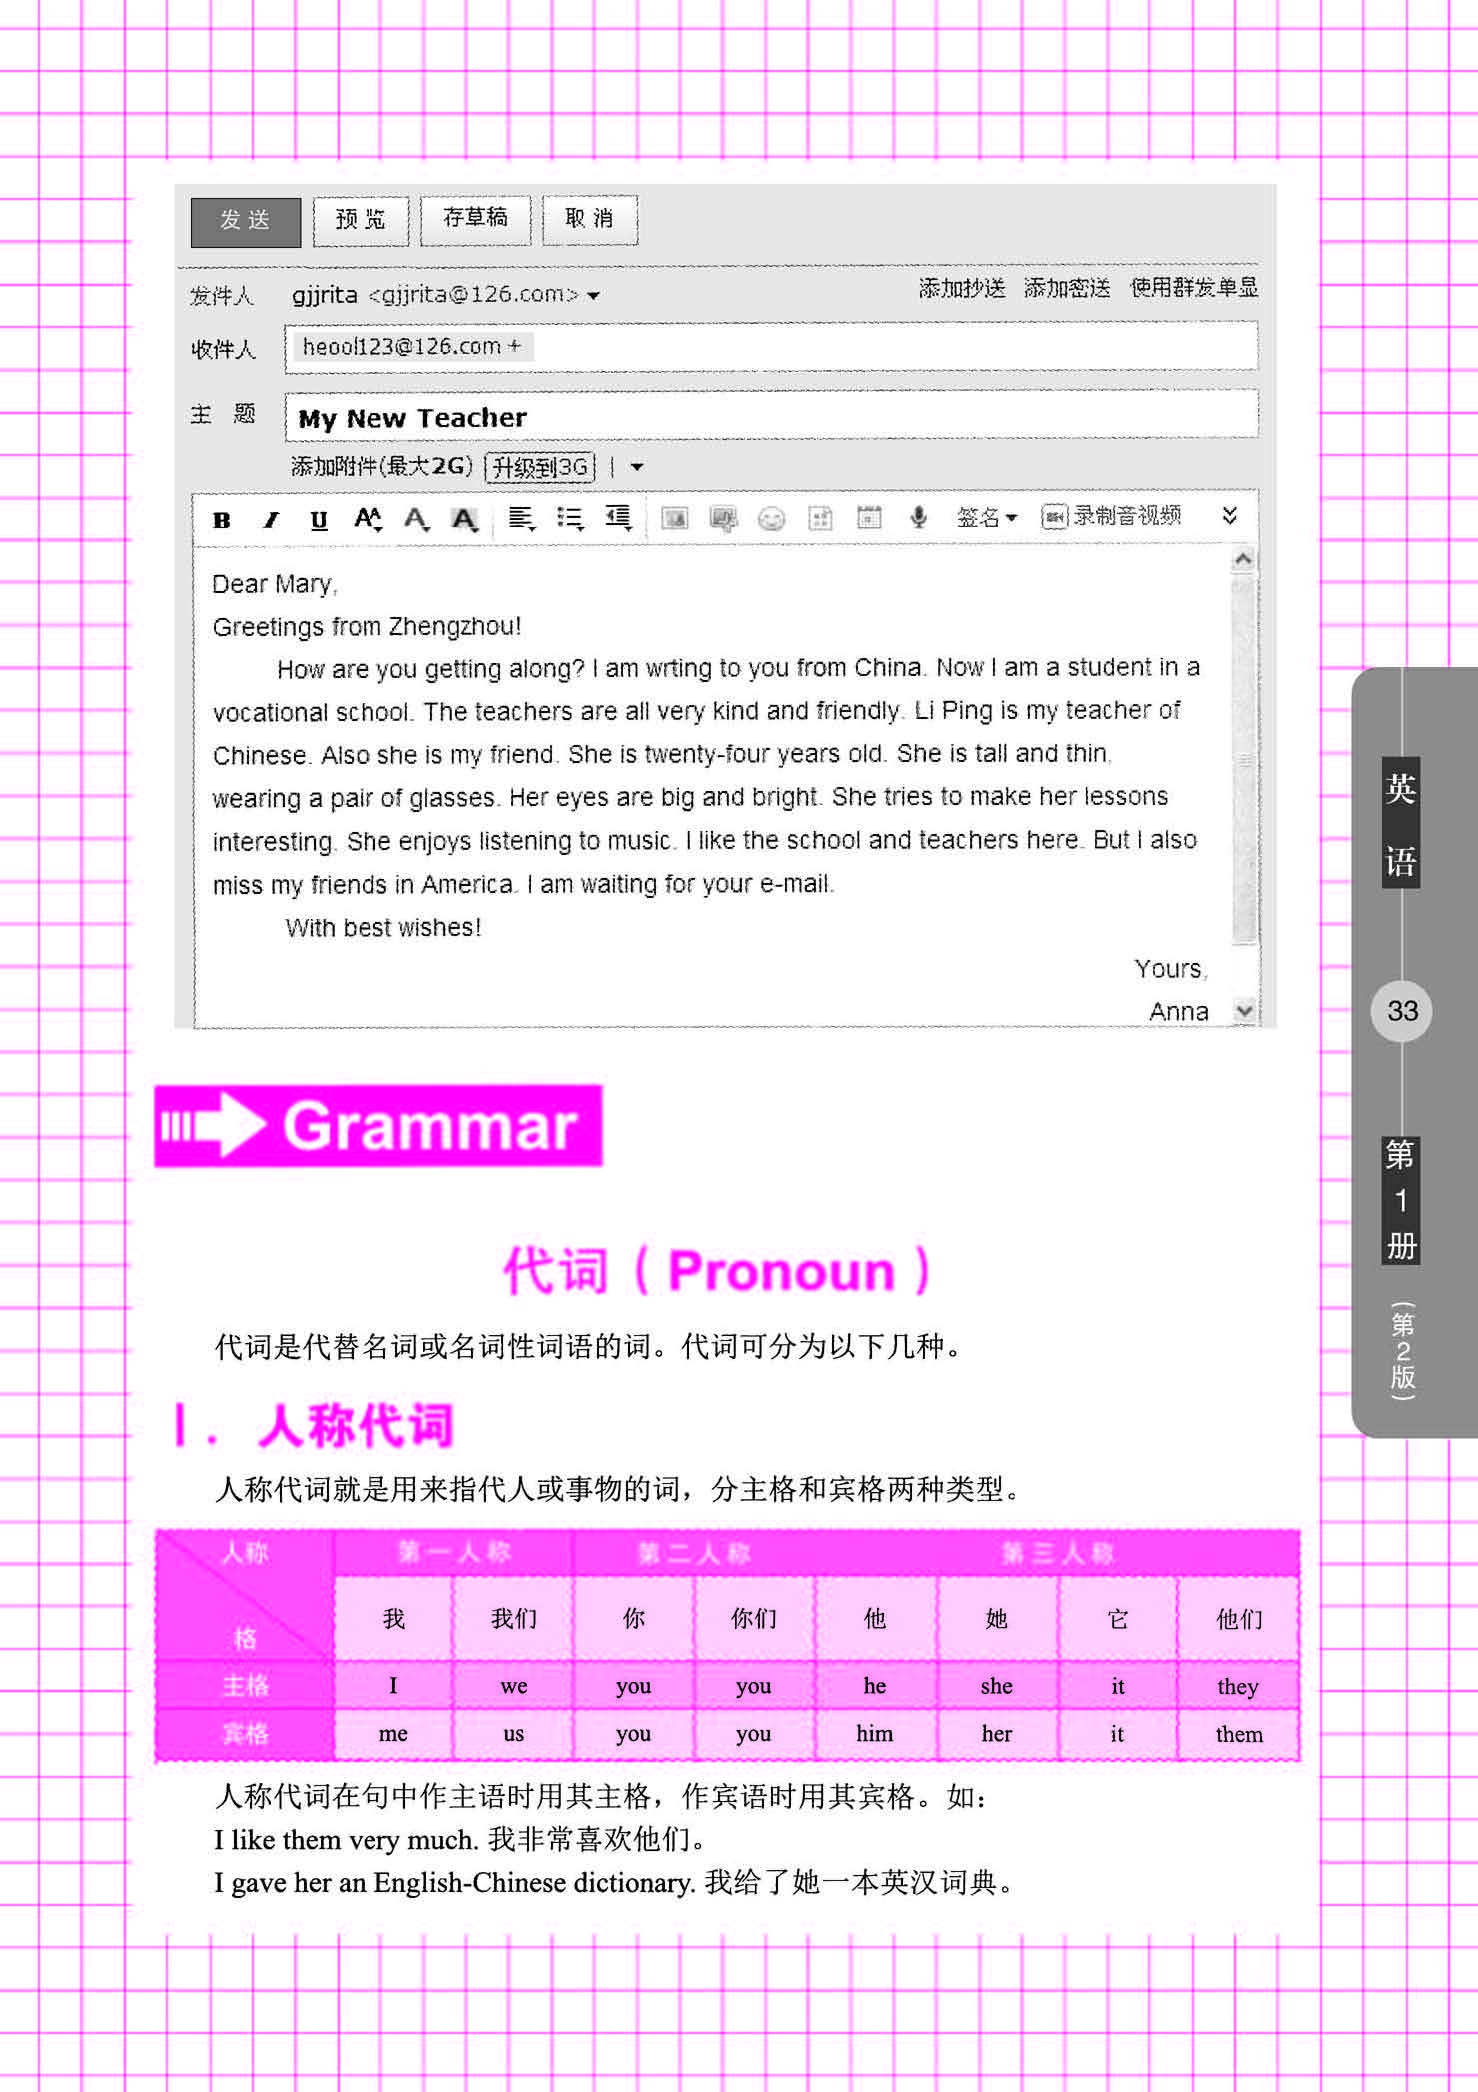 发送 预览 存草稿 取消
发件人 gjjrita <gjjrita@126.com> 添加抄送 添加密送 使用群发单显
收件人 heool123@126.com +
主 题 My New Teacher
添加附件(最大2G) 升级到3G |
B I U AA A A 签名 录制音视频
Dear Mary,
Greetings from Zhengzhou!
How are you getting along? I am wrting to you from China. Now I am a student in a
vocational school. The teachers are all very kind and friendly. Li Ping is my teacher of
Chinese. Also she is my friend. She is twenty-four years old. She is tall and thin,
wearing a pair of glasses. Her eyes are big and bright. She tries to make her lessons
interesting. She enjoys listening to music. I like the school and teachers here. But I also
miss my friends in America. I am waiting for your e-mail.
With best wishes!
Yours,
Anna
Grammar
代词（Pronoun）
代词是代替名词或名词性词语的词。代词可分为以下几种。
Ⅰ. 人称代词
人称代词就是用来指代人或事物的词，分主格和宾格两种类型。
人称 第一人称 第二人称 第三人称
格 我 我们 你 你们 他 她 它 他们
主格 I we you you he she it they
宾格 me us you you him her it them
人称代词在句中作主语时用其主格，作宾语时用其宾格。如：
I like them very much. 我非常喜欢他们。
I gave her an English-Chinese dictionary. 我给了她一本英汉词典。
英语
33
第1册
（第2版）